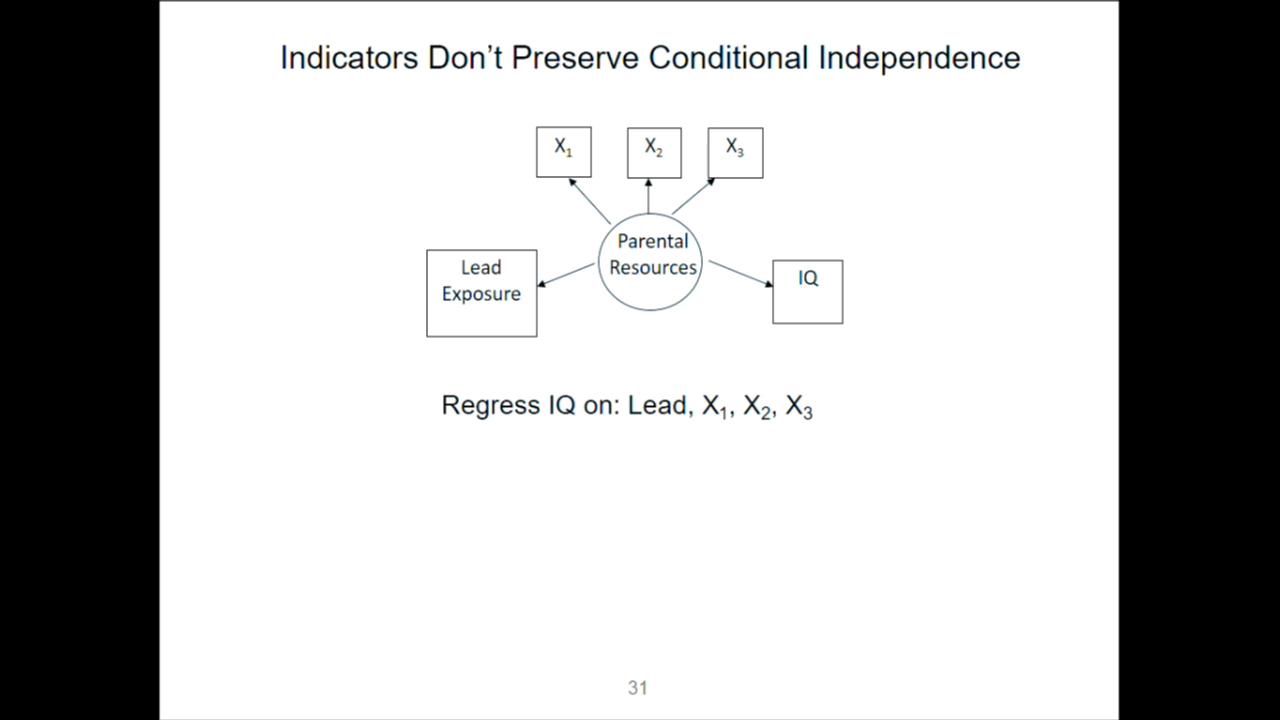 Indicators Don’t Preserve Conditional Independence
X₁ X₂ X₃
Parental
Resources
Lead
Exposure
IQ
Regress IQ on: Lead, X₁, X₂, X₃
31